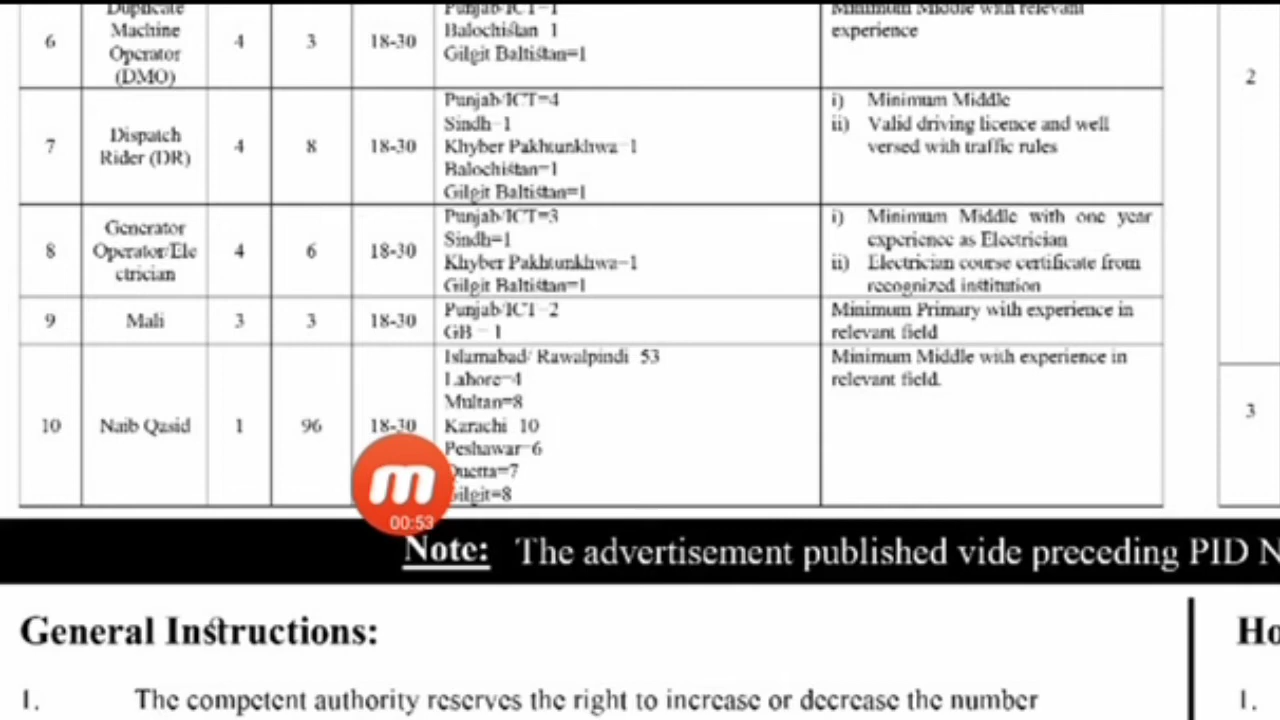 6
Duplicate
Machine
Operator
(DMO)
4
3
18-30
Punjab/ICT-1
Balochistan 1
Gilgit Baltistan=1
Minimum Middle with relevant
experience
7
Dispatch
Rider (DR)
4
8
18-30
Punjab/ICT=4
Sindh-1
Khyber Pakhtunkhwa-1
Balochistan-1
Gilgit Baltistan=1
i) Minimum Middle
ii) Valid driving licence and well
versed with traffic rules
8
Generator
Operator/Ele
ctrician
4
6
18-30
Punjab/ICT=3
Sindh=1
Khyber Pakhtunkhwa-1
Gilgit Baltistan=1
i) Minimum Middle with one year
experience as Electrician
ii) Electrician course certificate from
recognized institution
9
Mali
3
3
18-30
Punjab/ICT-2
GB - 1
Minimum Primary with experience in
relevant field
10
Naib Qasid
1
96
18-30
Islamabad/ Rawalpindi 53
Lahore-4
Multan=8
Karachi 10
Peshawar-6
Quetta=7
Gilgit=8
Minimum Middle with experience in
relevant field.
2
3
m
00:53
Note: The advertisement published vide preceding PID N
General Instructions:
1. The competent authority reserves the right to increase or decrease the number
Ho
1.